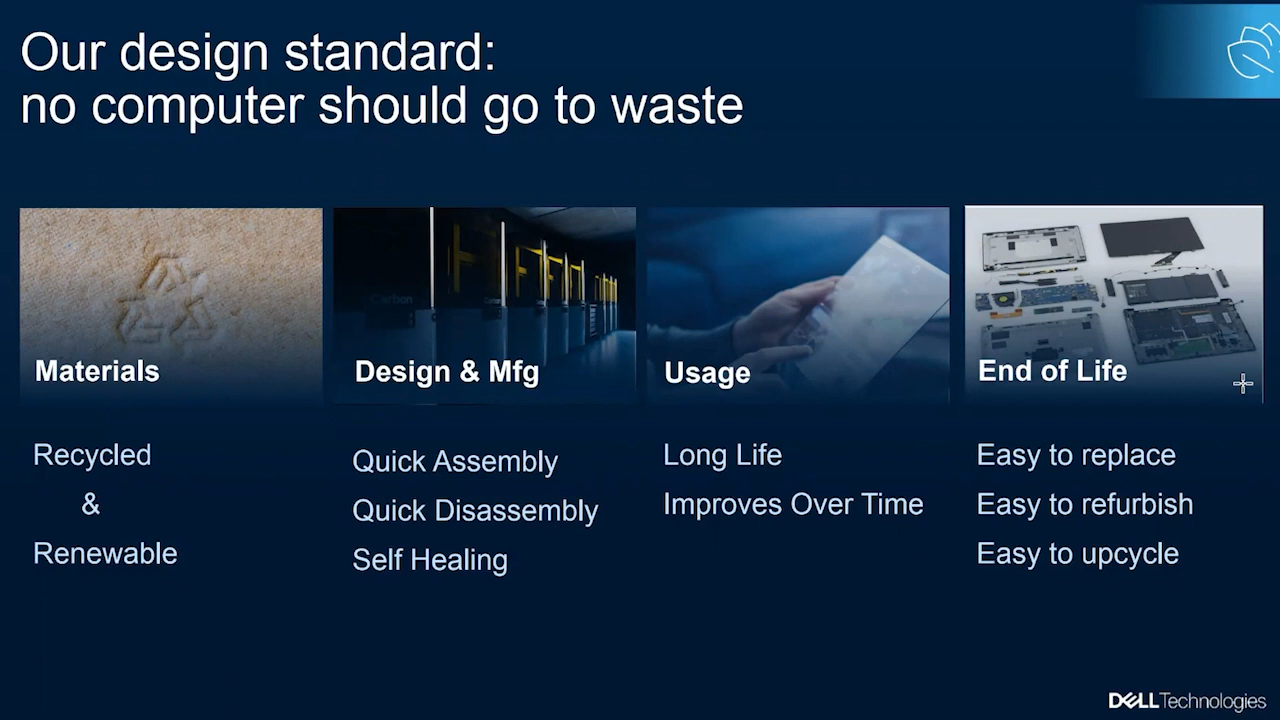 Our design standard:
no computer should go to waste
Materials
Recycled
&
Renewable
Carbon
Design & Mfg
Quick Assembly
Quick Disassembly
Self Healing
Usage
Long Life
Improves Over Time
End of Life
Easy to replace
Easy to refurbish
Easy to upcycle
DELLTechnologies